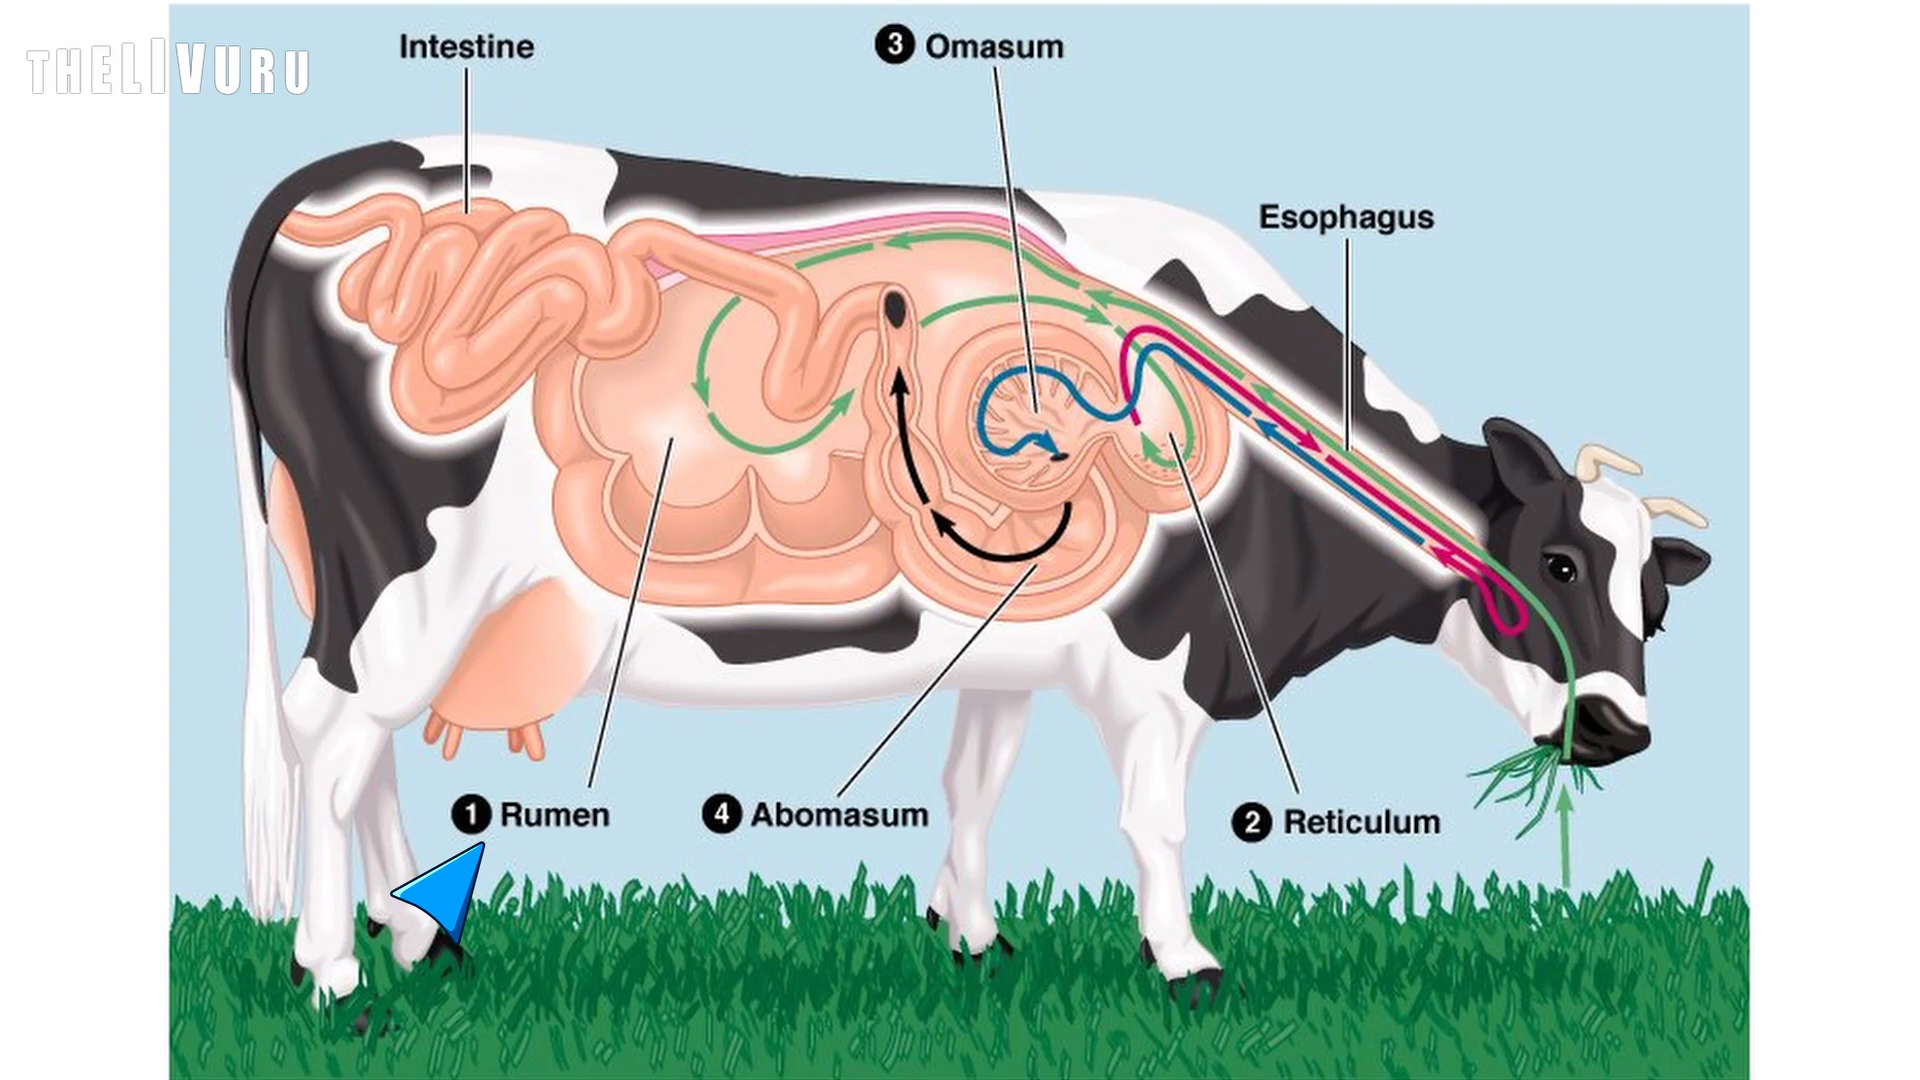 THELIVURU
Intestine
3 Omasum
Esophagus
1 Rumen
4 Abomasum
2 Reticulum